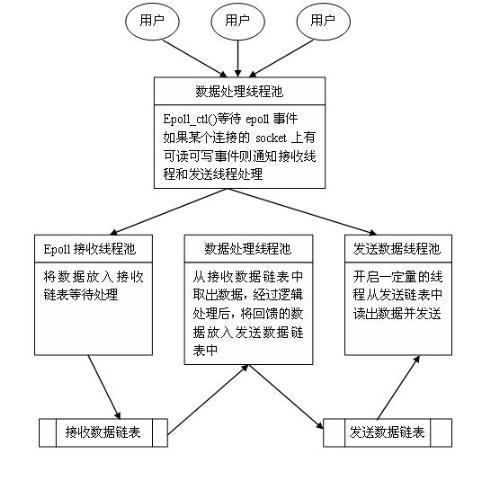 用户
用户
用户
数据处理线程池
Epoll_ctl()等待 epoll 事件
如果某个连接的 socket 上有
可读可写事件则通知接收线
程和发送线程处理
Epoll 接收线程池
将数据放入接收
链表等待处理
数据处理线程池
从接收数据链表中
取出数据，经过逻辑
处理后，将回馈的数
据放入发送数据链
表中
发送数据线程池
开启一定量的线
程从发送链表中
读出数据并发送
接收数据链表
发送数据链表